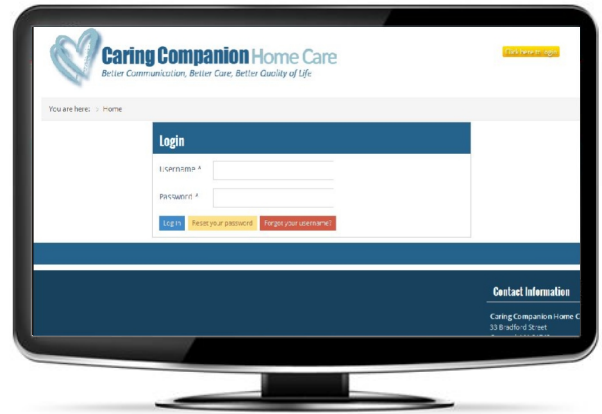 Caring Companion Home Care
Better Communication, Better Care, Better Quality of Life
Click here to login
You are here: Home
Login
Username *
Password *
Log in Reset your password Forgot your username?
Contact Information
Caring Companion Home C
33 Bradford Street